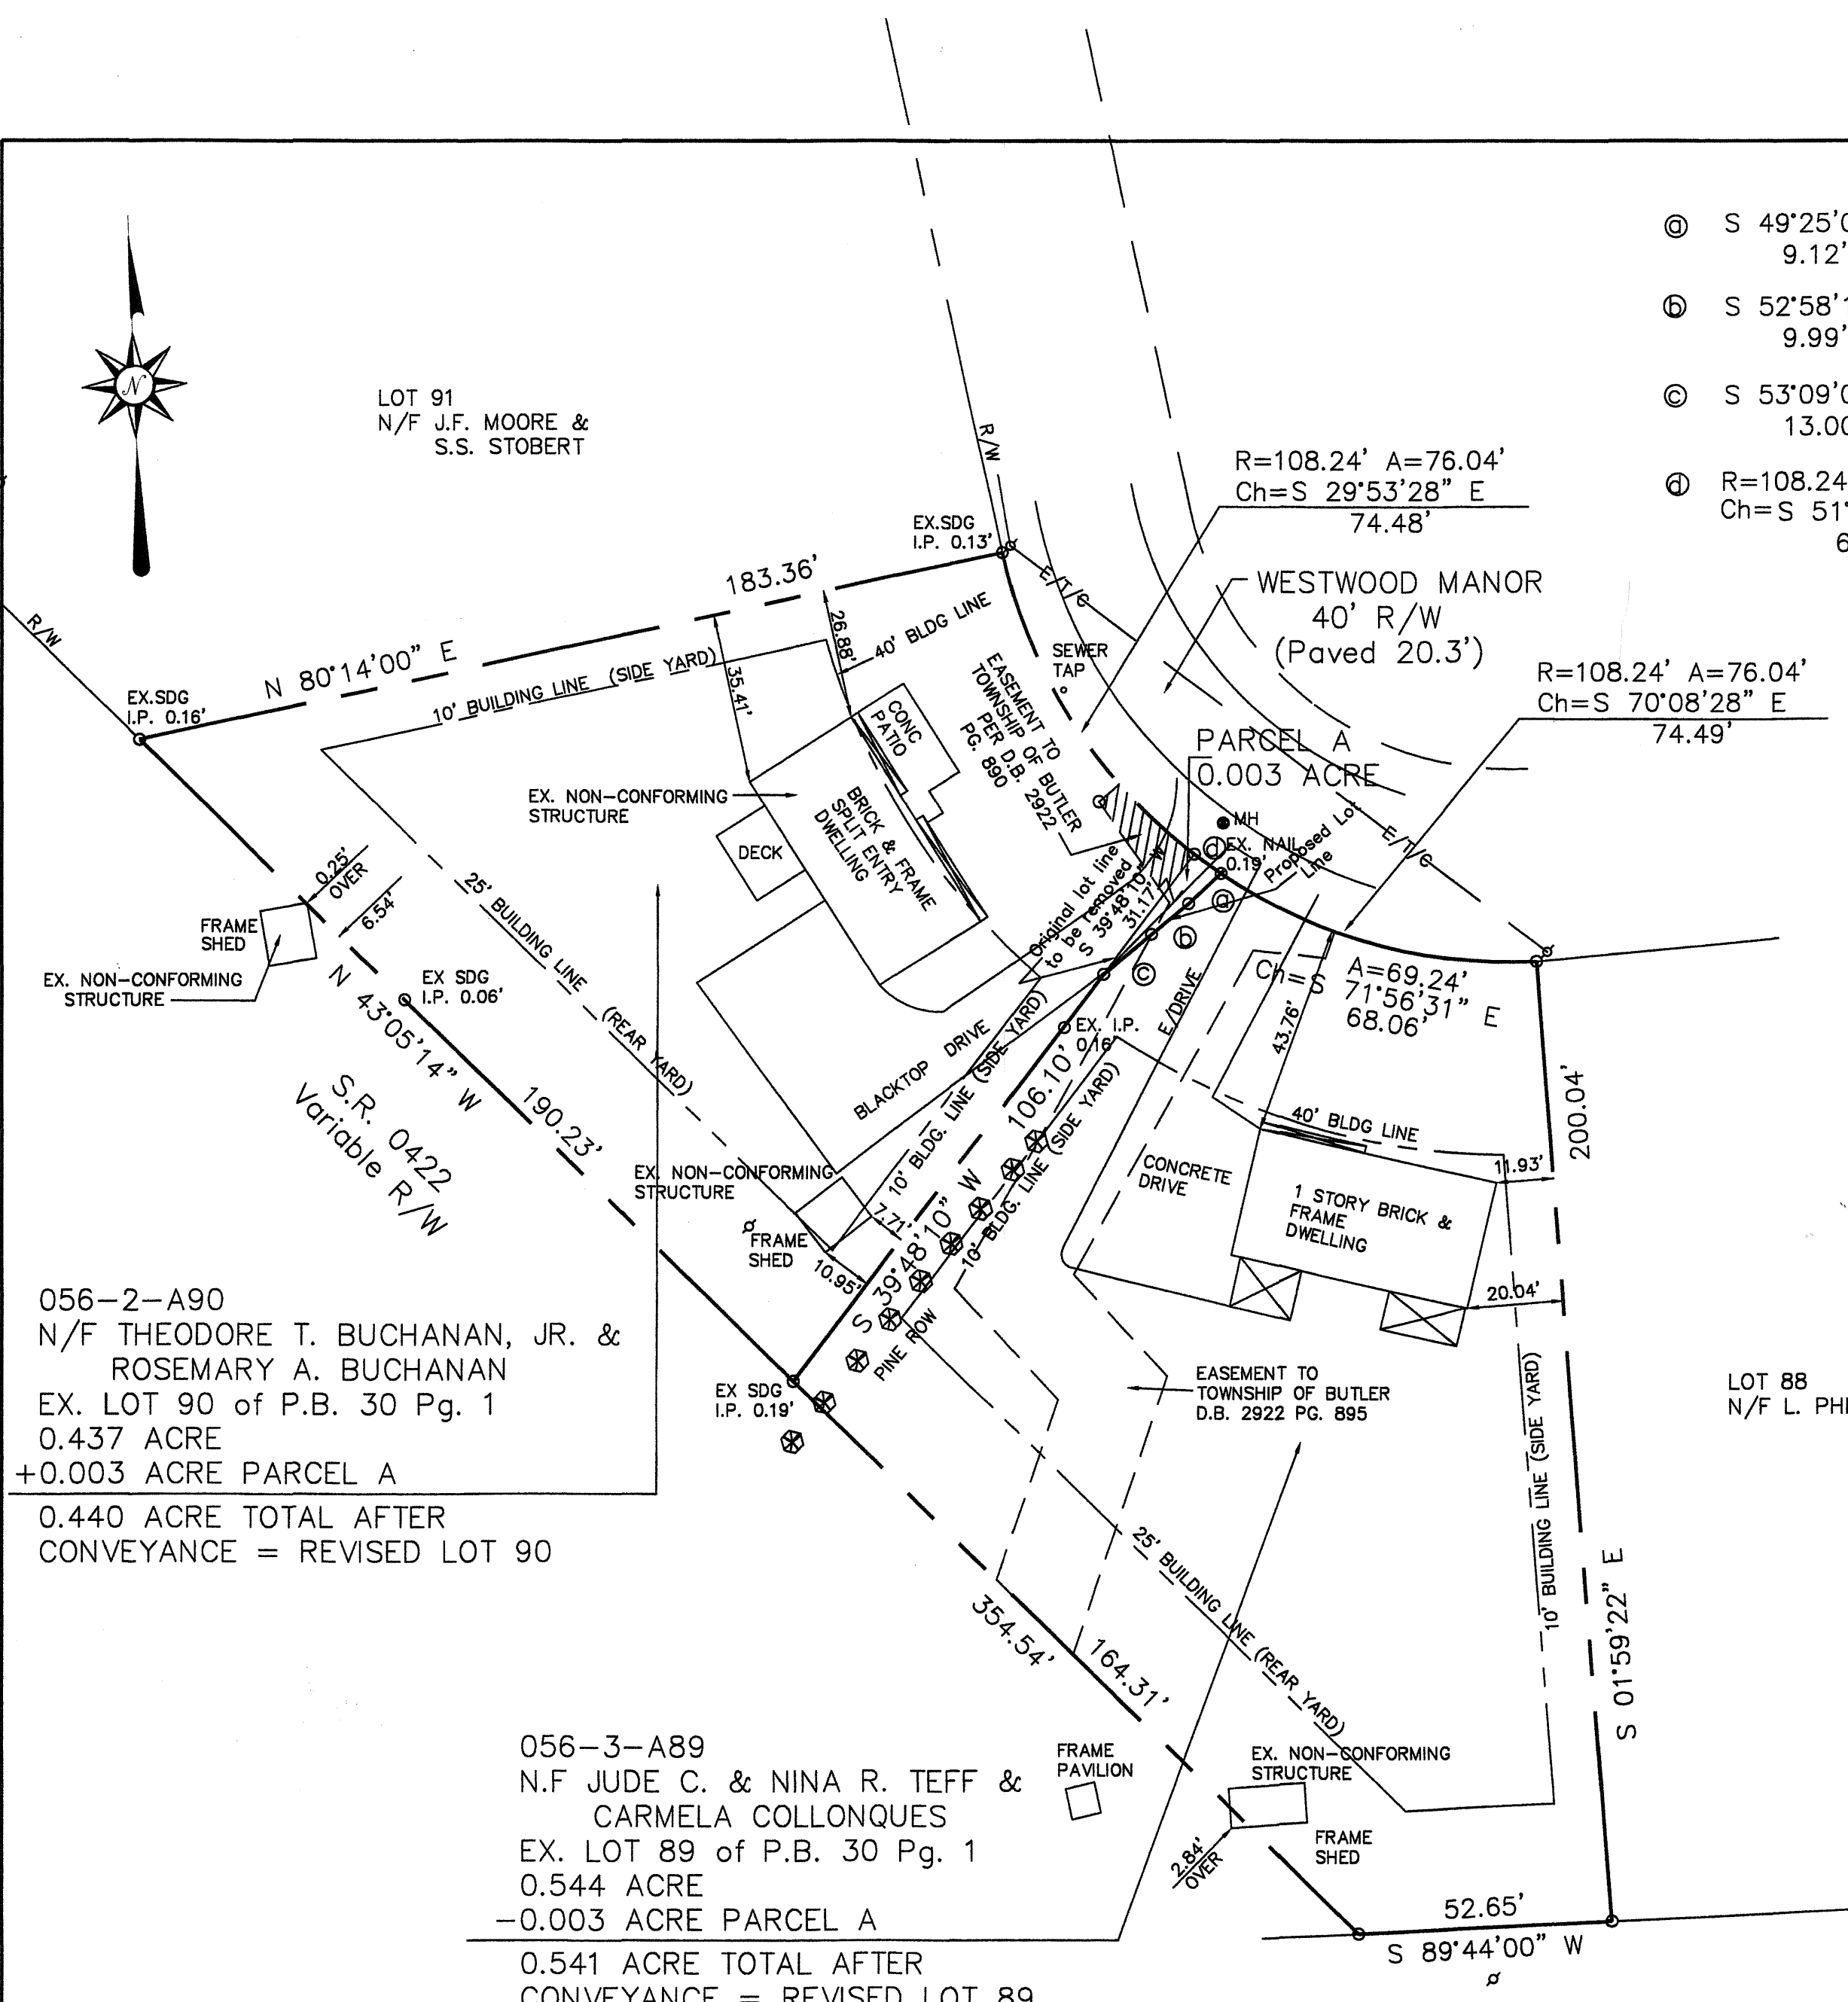 ⓐ S 49°25'0
9.12'
ⓑ S 52°58'1
9.99'
ⓒ S 53°09'0
13.00
ⓓ R=108.24
Ch=S 51°
6
N
LOT 91
N/F J.F. MOORE &
S.S. STOBERT
R/W
R=108.24' A=76.04'
Ch=S 29°53'28" E
74.48'
EX.SDG
I.P. 0.13'
E/T/C
WESTWOOD MANOR
40' R/W
(Paved 20.3')
183.36'
N 80°14'00" E
R/W
EX.SDG
I.P. 0.16'
10' BUILDING LINE (SIDE YARD)
26.88'
40' BLDG LINE
35.41'
SEWER
TAP
EASEMENT TO
TOWNSHIP OF BUTLER
PER D.B. 2922
PG. 890
R=108.24' A=76.04'
Ch=S 70°08'28" E
74.49'
PARCEL A
0.003 ACRE
CONC
PATIO
EX. NON-CONFORMING
STRUCTURE
BRICK & FRAME
SPLIT ENTRY
DWELLING
DECK
MH
ⓓ
EX. NAIL
0.19'
Proposed Lot
Line
E/T/C
Original lot line
to be removed
S 39°48'10" W
31.17'
ⓐ
ⓑ
ⓒ
0.25'
OVER
6.54'
FRAME
SHED
EX. NON-CONFORMING
STRUCTURE
EX SDG
I.P. 0.06'
25' BUILDING LINE (REAR YARD)
N 43°05'14" W
190.23'
S.R. 0422
Variable R/W
A=69.24'
Ch=S 71°56'31" E
68.06'
43.76'
E/DRIVE
EX. I.P.
0.16'
BLACKTOP DRIVE
10' BLDG. LINE (SIDE YARD)
106.10'
S 39°48'10" W
10' BLDG. LINE (SIDE YARD)
40' BLDG LINE
200.04'
11.93'
CONCRETE
DRIVE
1 STORY BRICK &
FRAME
DWELLING
EX. NON-CONFORMING
STRUCTURE
7.71'
FRAME
SHED
10.95'
20.04'
PINE ROW
EX SDG
I.P. 0.19'
EASEMENT TO
TOWNSHIP OF BUTLER
D.B. 2922 PG. 895
10' BUILDING LINE (SIDE YARD)
LOT 88
N/F L. PHI
056-2-A90
N/F THEODORE T. BUCHANAN, JR. &
ROSEMARY A. BUCHANAN
EX. LOT 90 of P.B. 30 Pg. 1
0.437 ACRE
+0.003 ACRE PARCEL A
0.440 ACRE TOTAL AFTER
CONVEYANCE = REVISED LOT 90
25' BUILDING LINE (REAR YARD)
354.54'
164.31'
S 01°59'22" E
056-3-A89
N.F JUDE C. & NINA R. TEFF &
CARMELA COLLONQUES
EX. LOT 89 of P.B. 30 Pg. 1
0.544 ACRE
-0.003 ACRE PARCEL A
0.541 ACRE TOTAL AFTER
CONVEYANCE = REVISED LOT 89
FRAME
PAVILION
EX. NON-CONFORMING
STRUCTURE
FRAME
SHED
2.84'
OVER
52.65'
S 89°44'00" W